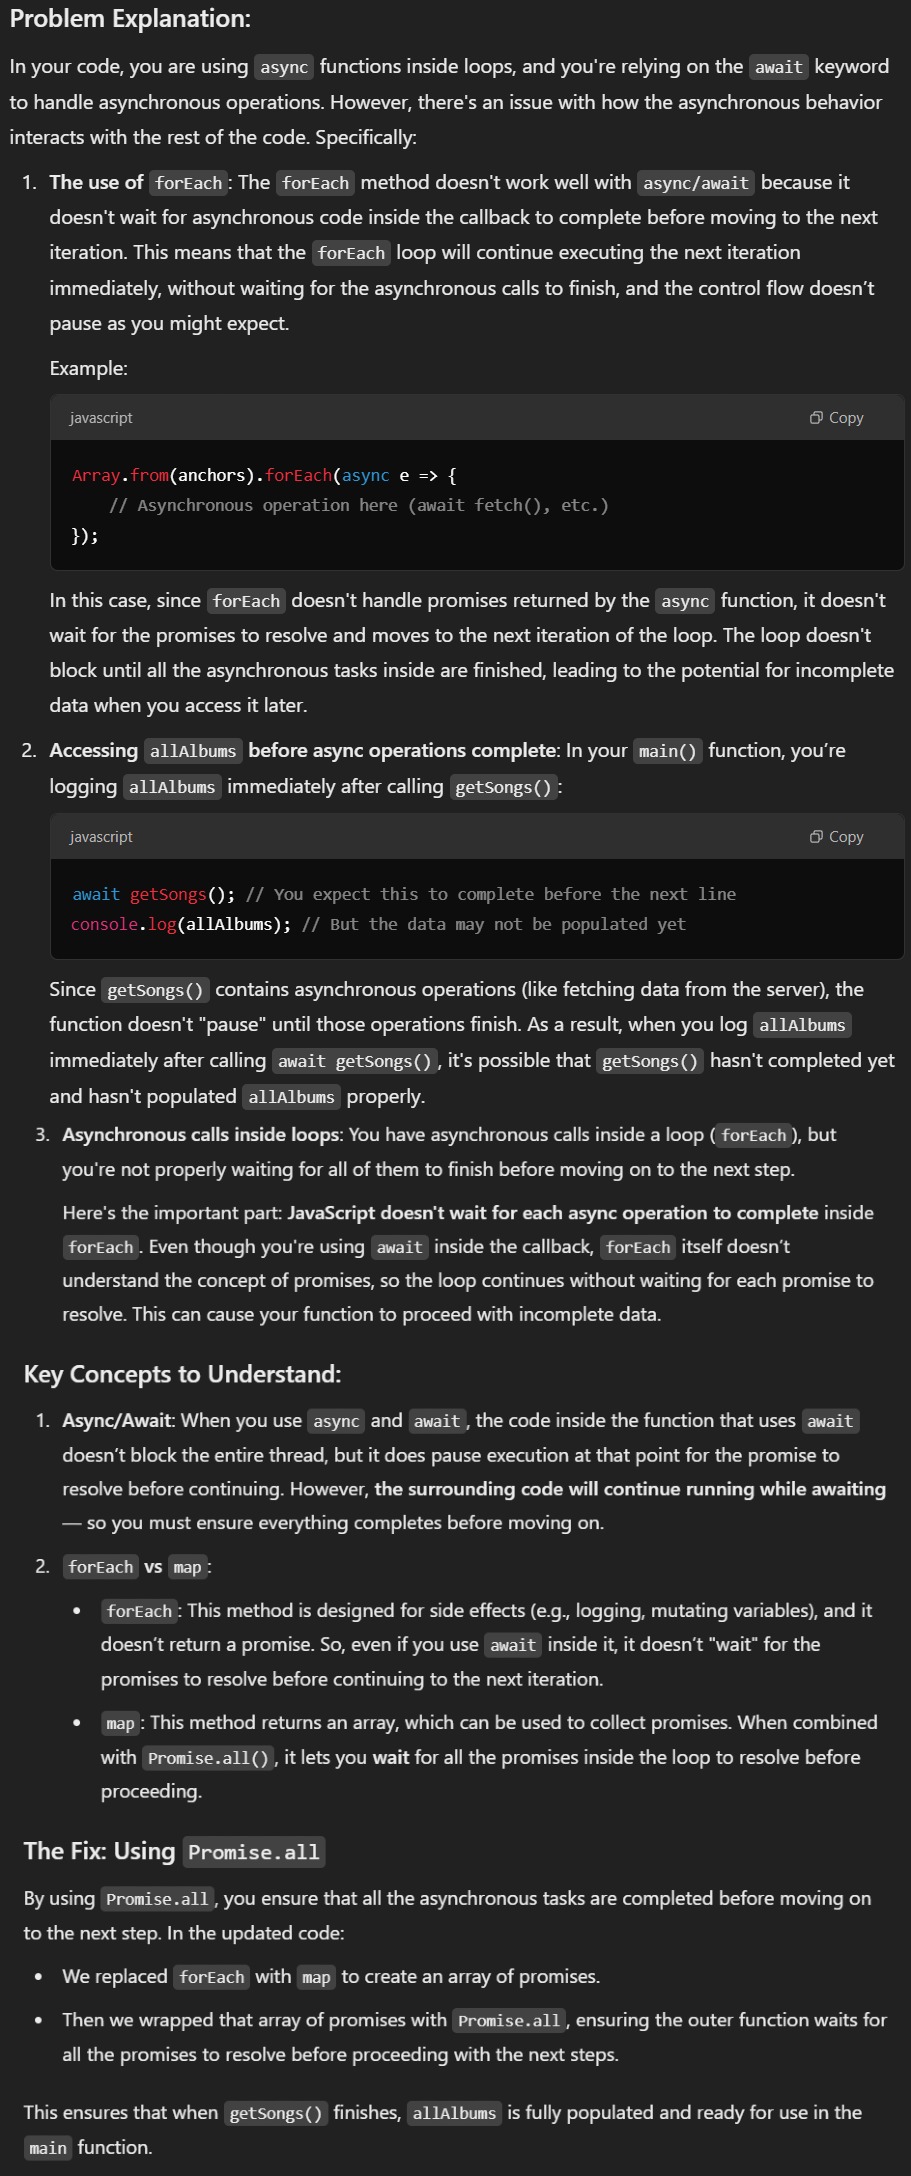 Problem Explanation:
In your code, you are using async functions inside loops, and you're relying on the await keyword
to handle asynchronous operations. However, there's an issue with how the asynchronous behavior
interacts with the rest of the code. Specifically:
1. The use of forEach: The forEach method doesn't work well with async/await because it
doesn't wait for asynchronous code inside the callback to complete before moving to the next
iteration. This means that the forEach loop will continue executing the next iteration
immediately, without waiting for the asynchronous calls to finish, and the control flow doesn’t
pause as you might expect.
Example:
javascript Copy
Array.from(anchors).forEach(async e => {
// Asynchronous operation here (await fetch(), etc.)
});
In this case, since forEach doesn't handle promises returned by the async function, it doesn't
wait for the promises to resolve and moves to the next iteration of the loop. The loop doesn't
block until all the asynchronous tasks inside are finished, leading to the potential for incomplete
data when you access it later.
2. Accessing allAlbums before async operations complete: In your main() function, you’re
logging allAlbums immediately after calling getSongs():
javascript Copy
await getSongs(); // You expect this to complete before the next line
console.log(allAlbums); // But the data may not be populated yet
Since getSongs() contains asynchronous operations (like fetching data from the server), the
function doesn't "pause" until those operations finish. As a result, when you log allAlbums
immediately after calling await getSongs(), it's possible that getSongs() hasn't completed yet
and hasn't populated allAlbums properly.
3. Asynchronous calls inside loops: You have asynchronous calls inside a loop (forEach), but
you're not properly waiting for all of them to finish before moving on to the next step.
Here's the important part: JavaScript doesn't wait for each async operation to complete inside
forEach. Even though you're using await inside the callback, forEach itself doesn’t
understand the concept of promises, so the loop continues without waiting for each promise to
resolve. This can cause your function to proceed with incomplete data.
Key Concepts to Understand:
1. Async/Await: When you use async and await, the code inside the function that uses await
doesn’t block the entire thread, but it does pause execution at that point for the promise to
resolve before continuing. However, the surrounding code will continue running while awaiting
— so you must ensure everything completes before moving on.
2. forEach vs map:
• forEach: This method is designed for side effects (e.g., logging, mutating variables), and it
doesn’t return a promise. So, even if you use await inside it, it doesn’t "wait" for the
promises to resolve before continuing to the next iteration.
• map: This method returns an array, which can be used to collect promises. When combined
with Promise.all(), it lets you wait for all the promises inside the loop to resolve before
proceeding.
The Fix: Using Promise.all
By using Promise.all, you ensure that all the asynchronous tasks are completed before moving on
to the next step. In the updated code:
• We replaced forEach with map to create an array of promises.
• Then we wrapped that array of promises with Promise.all, ensuring the outer function waits for
all the promises to resolve before proceeding with the next steps.
This ensures that when getSongs() finishes, allAlbums is fully populated and ready for use in the
main function.